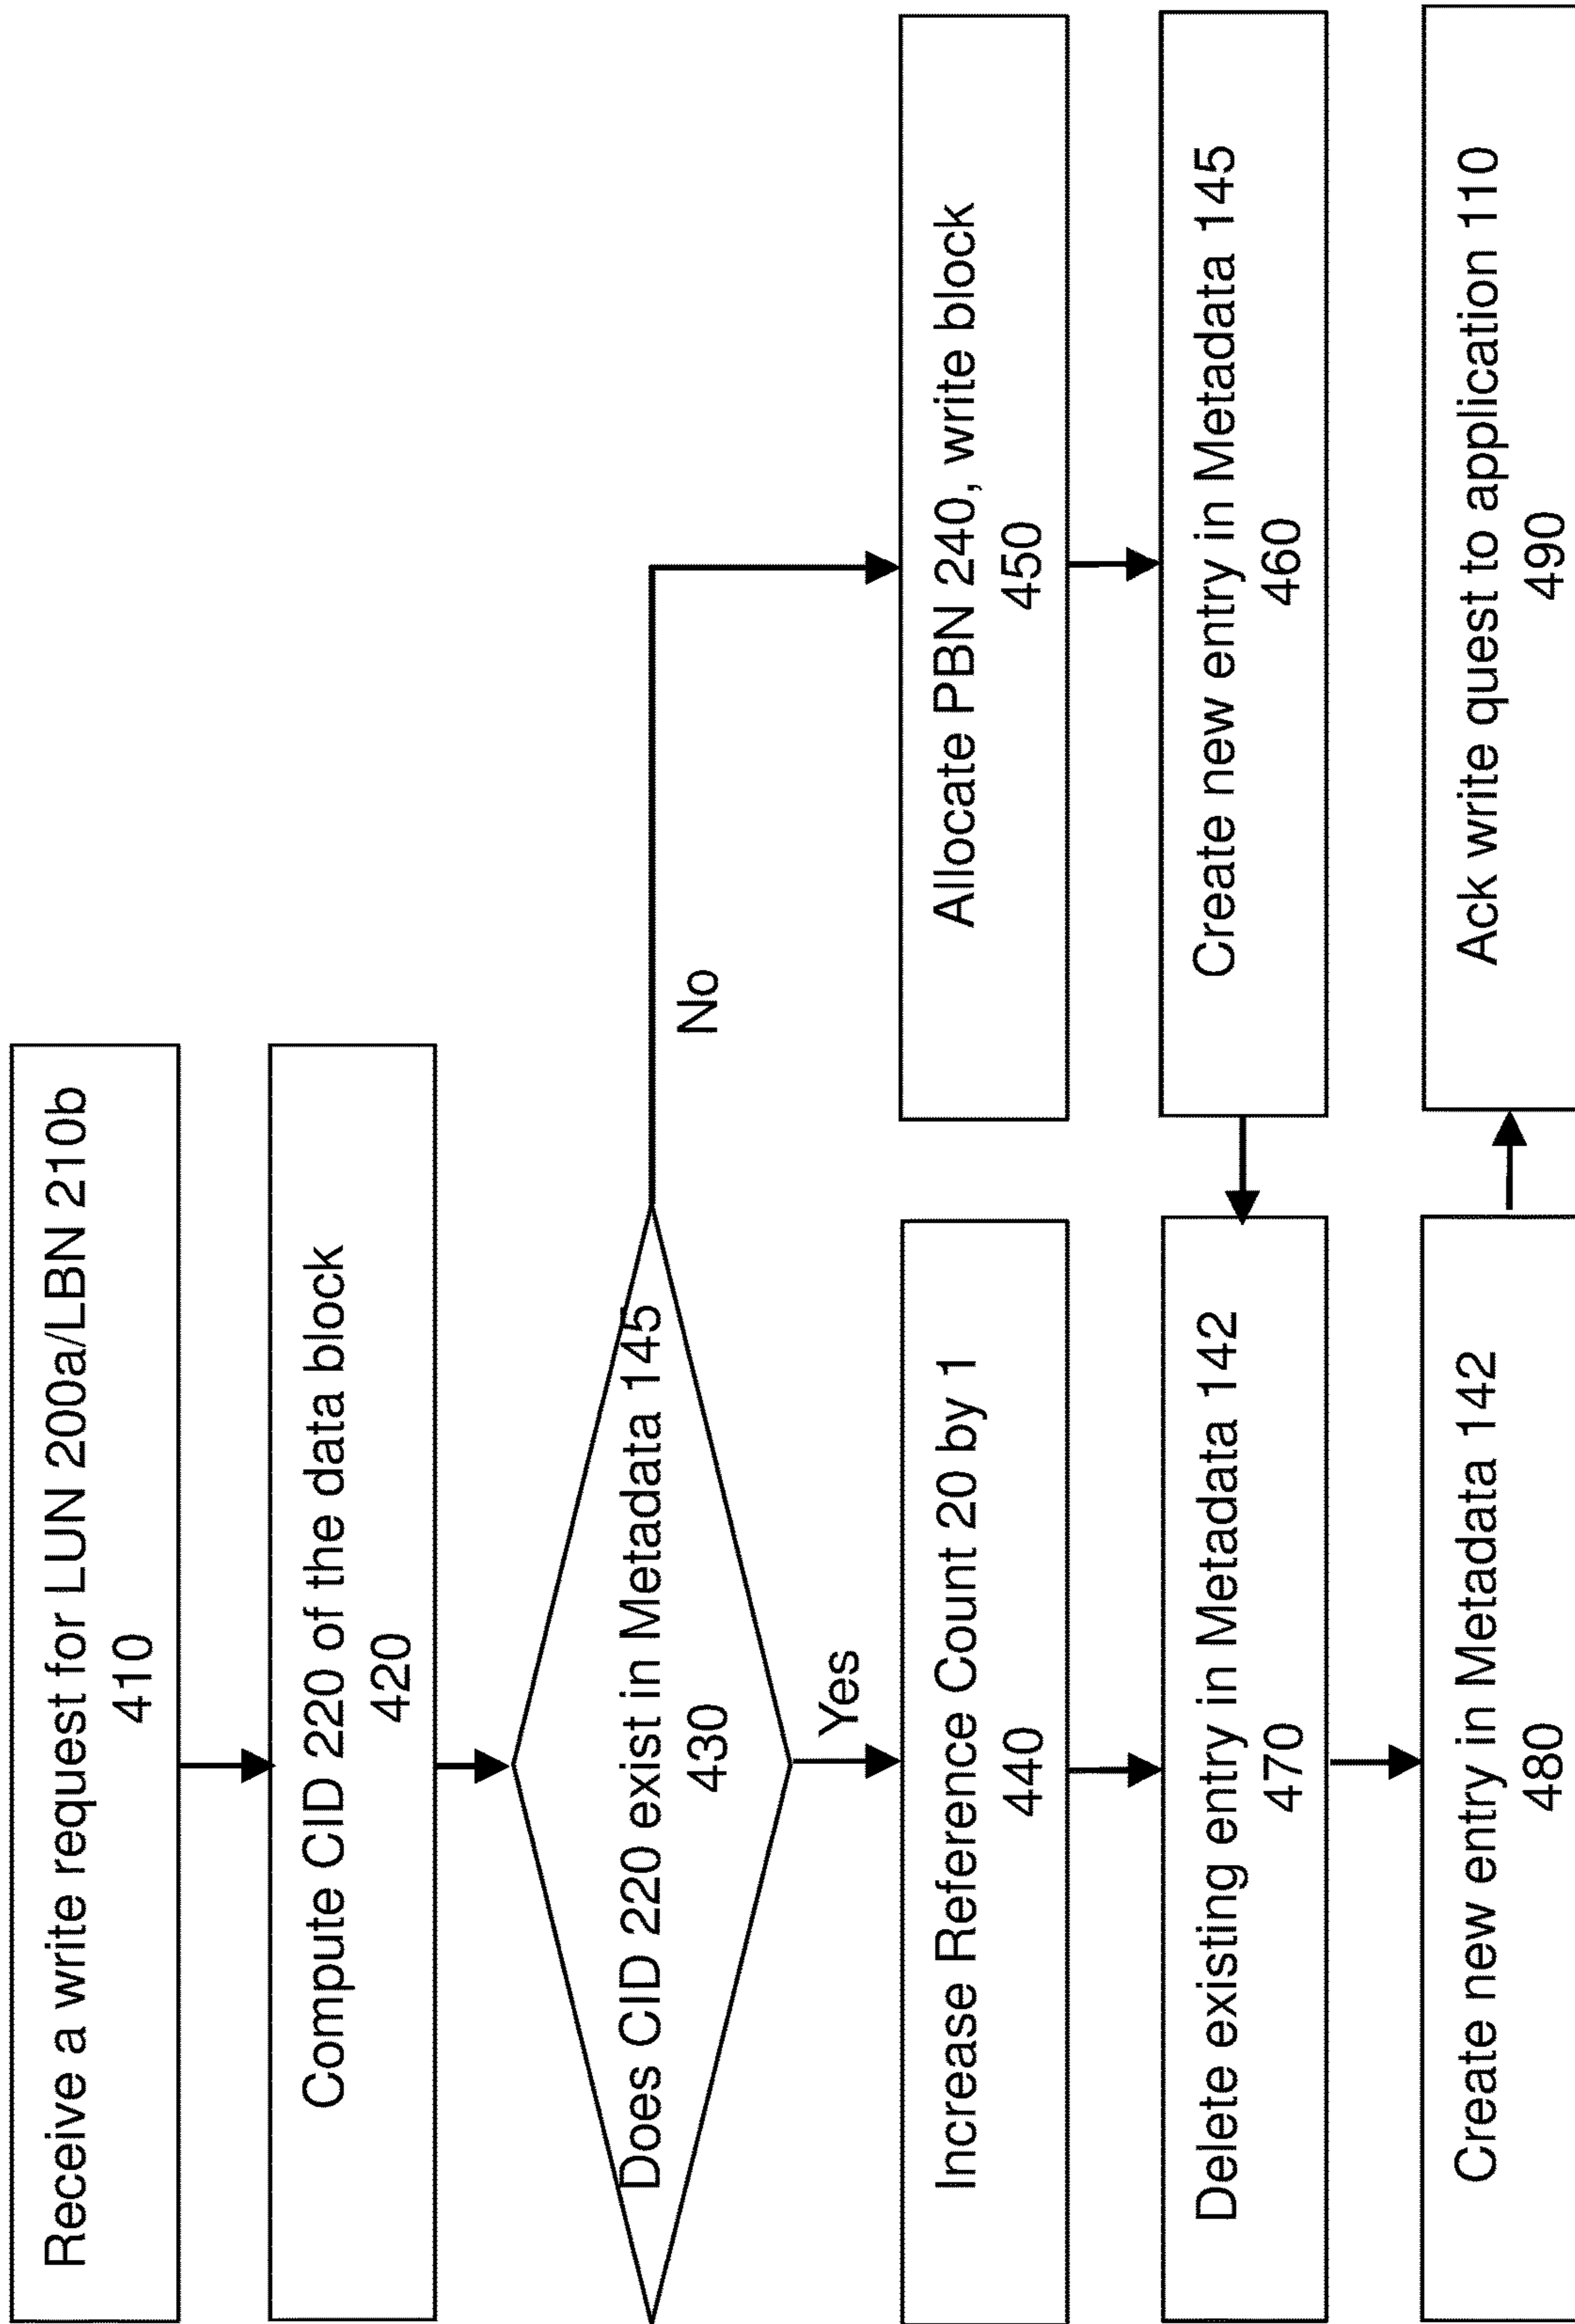 Receive a write request for LUN 200a/LBN 210b
410
Compute CID 220 of the data block
420
Does CID 220 exist in Metadata 145
430
No
Yes
Increase Reference Count 20 by 1
440
Allocate PBN 240, write block
450
Delete existing entry in Metadata 142
470
Create new entry in Metadata 145
460
Create new entry in Metadata 142
480
Ack write quest to application 110
490